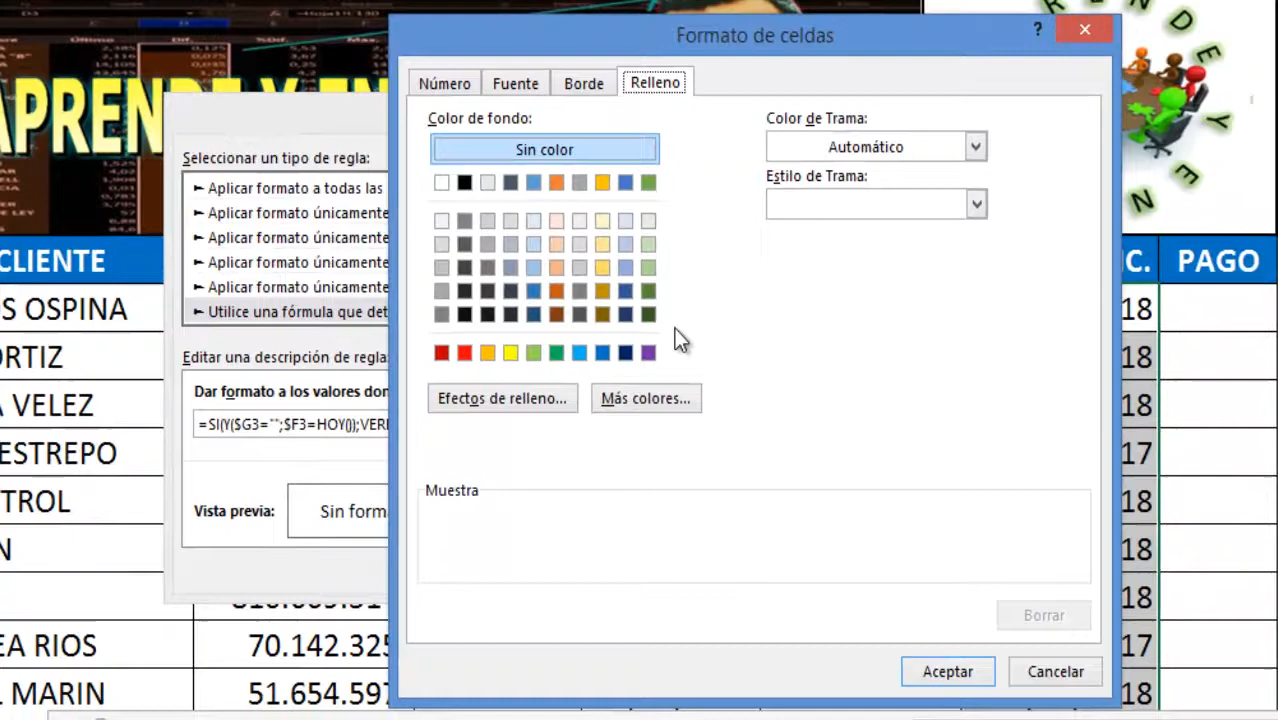 Formato de celdas
?
APRENDE Y EN
Número Fuente Borde Relleno
Color de fondo:
Sin color
Color de Trama:
Automático
Estilo de Trama:
Seleccionar un tipo de regla:
► Aplicar formato a todas las
► Aplicar formato únicamente
► Aplicar formato únicamente
► Aplicar formato únicamente
► Aplicar formato únicamente
► Utilice una fórmula que det
Editar una descripción de regla:
Dar formato a los valores don
=SI(Y($G3="";$F3=HOY());VER
Vista previa: Sin forma
Efectos de relleno... Más colores...
Muestra
Borrar
Aceptar Cancelar
CLIENTE C. PAGO
OS OSPINA 18
ORTIZ 18
A VELEZ 18
ESTREPO 17
TROL 18
N 18
18
EA RIOS 70.142.325 17
L MARIN 51.654.597 18